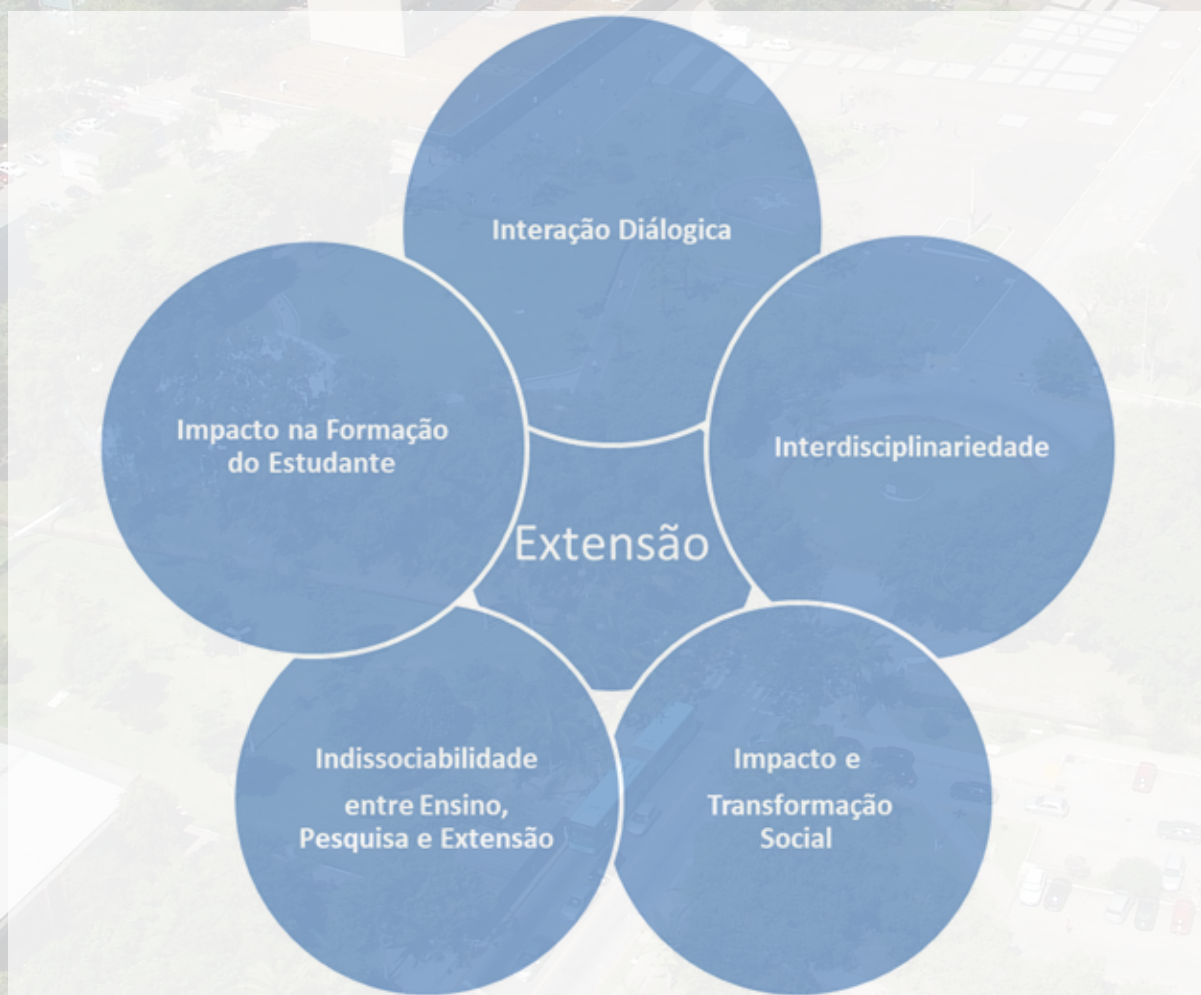 Interação Diálogica
Impacto na Formação
do Estudante
Interdisciplinariedade
Extensão
Indissociabilidade
entre Ensino,
Pesquisa e Extensão
Impacto e
Transformação
Social